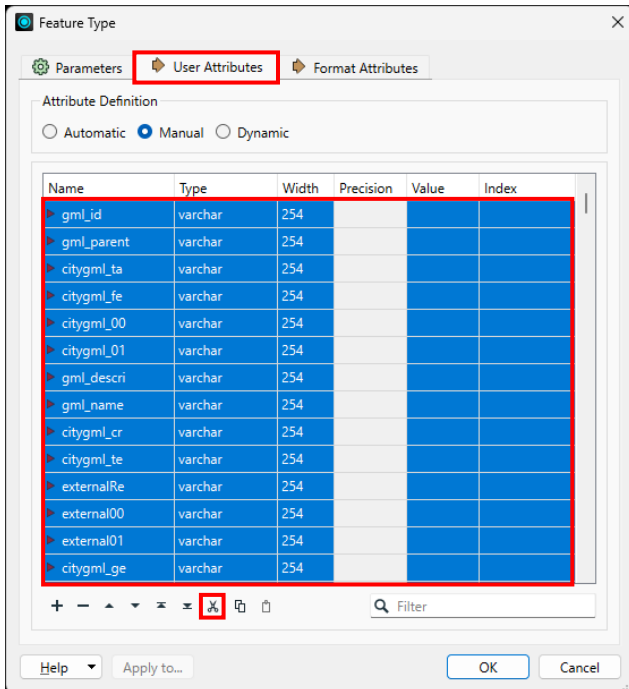 Feature Type
Parameters User Attributes Format Attributes
Attribute Definition
Automatic Manual Dynamic
Name Type Width Precision Value Index
gml_id varchar 254
gml_parent varchar 254
citygml_ta varchar 254
citygml_fe varchar 254
citygml_00 varchar 254
citygml_01 varchar 254
gml_descri varchar 254
gml_name varchar 254
citygml_cr varchar 254
citygml_te varchar 254
externalRe varchar 254
external00 varchar 254
external01 varchar 254
citygml_ge varchar 254
Filter
Help Apply to... OK Cancel